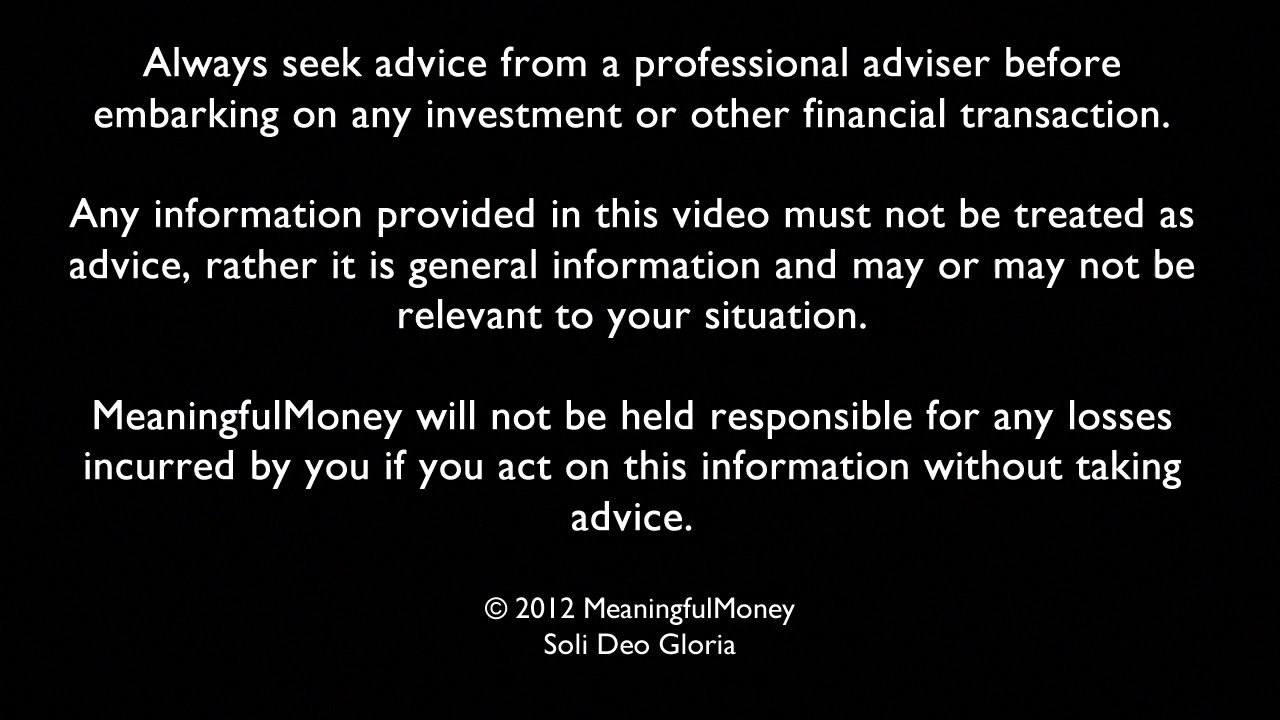 Always seek advice from a professional adviser before
embarking on any investment or other financial transaction.
Any information provided in this video must not be treated as
advice, rather it is general information and may or may not be
relevant to your situation.
MeaningfulMoney will not be held responsible for any losses
incurred by you if you act on this information without taking
advice.
© 2012 MeaningfulMoney
Soli Deo Gloria